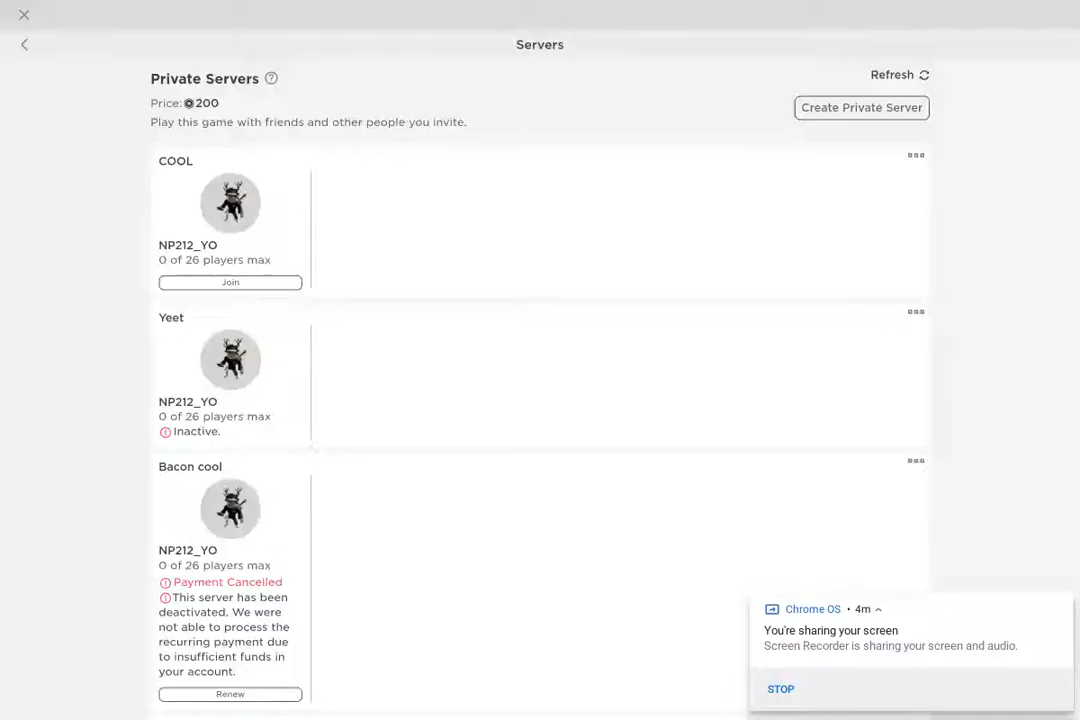 Servers
Private Servers
Refresh
Price: 200
Create Private Server
Play this game with friends and other people you invite.
COOL
NP212_YO
0 of 26 players max
Join
Yeet
NP212_YO
0 of 26 players max
Inactive.
Bacon cool
NP212_YO
0 of 26 players max
Payment Cancelled
This server has been
deactivated. We were
not able to process the
recurring payment due
to insufficient funds in
your account.
Renew
Chrome OS • 4m
You're sharing your screen
Screen Recorder is sharing your screen and audio.
STOP